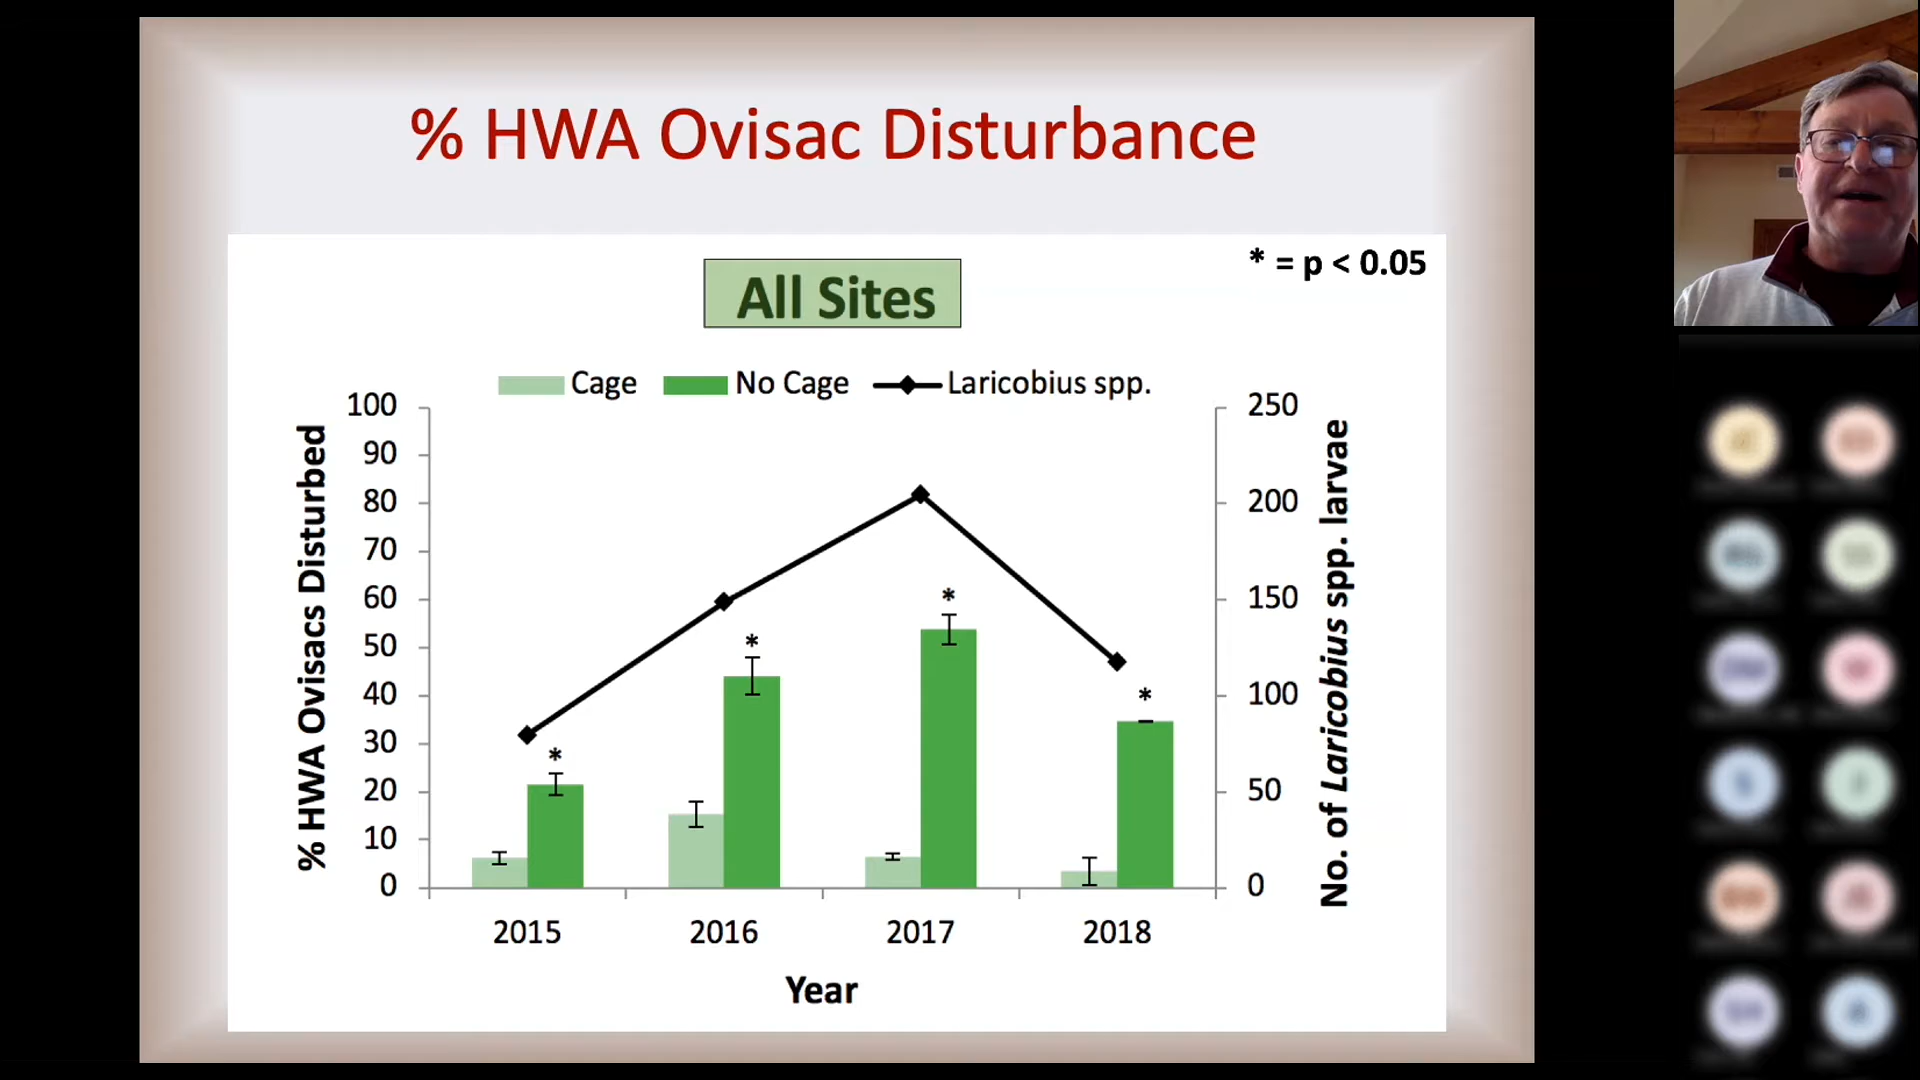 % HWA Ovisac Disturbance
* = p < 0.05
All Sites
Cage
No Cage
Laricobius spp.
% HWA Ovisacs Disturbed
100
90
80
70
60
50
40
30
20
10
0
*
*
*
*
250
200
150
100
50
0
No. of Laricobius spp. larvae
2015
2016
2017
2018
Year